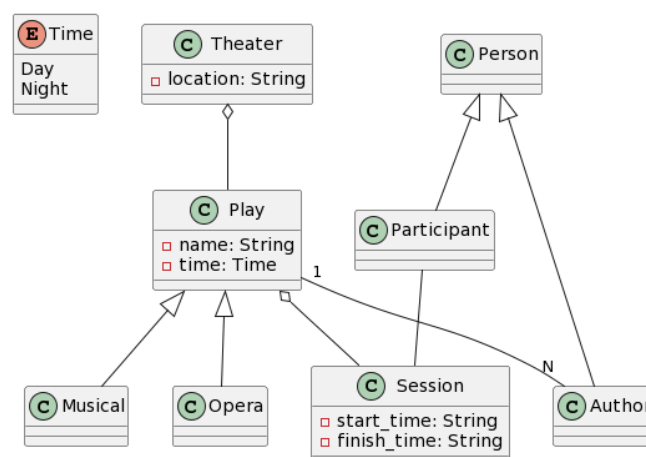 E Time
Day
Night
C Theater
location: String
C Person
C Play
name: String
time: Time
C Participant
1
N
C Musical
C Opera
C Session
start_time: String
finish_time: String
C Autho